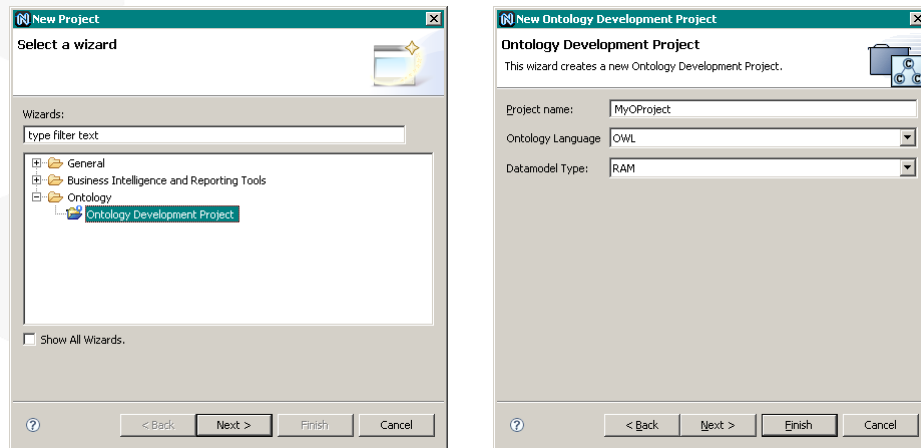 New Project
Select a wizard
Wizards:
type filter text
General
Business Intelligence and Reporting Tools
Ontology
Ontology Development Project
Show All Wizards.
? < Back Next > Finish Cancel
New Ontology Development Project
Ontology Development Project
This wizard creates a new Ontology Development Project.
C
C C
Project name: MyOProject
Ontology Language OWL
Datamodel Type: RAM
? < Back Next > Finish Cancel